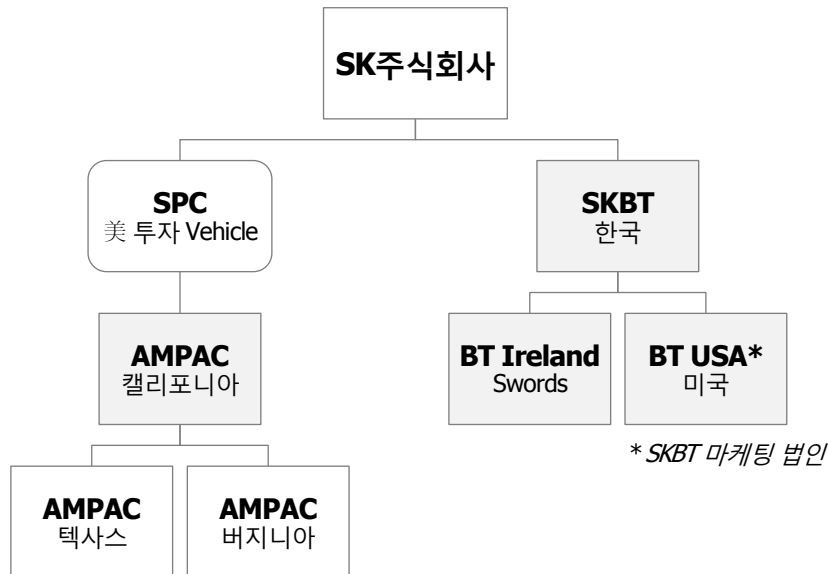 SK주식회사
SPC
美 투자 Vehicle
SKBT
한국
AMPAC
캘리포니아
BT Ireland
Swords
BT USA*
미국
* SKBT 마케팅 법인
AMPAC
텍사스
AMPAC
버지니아